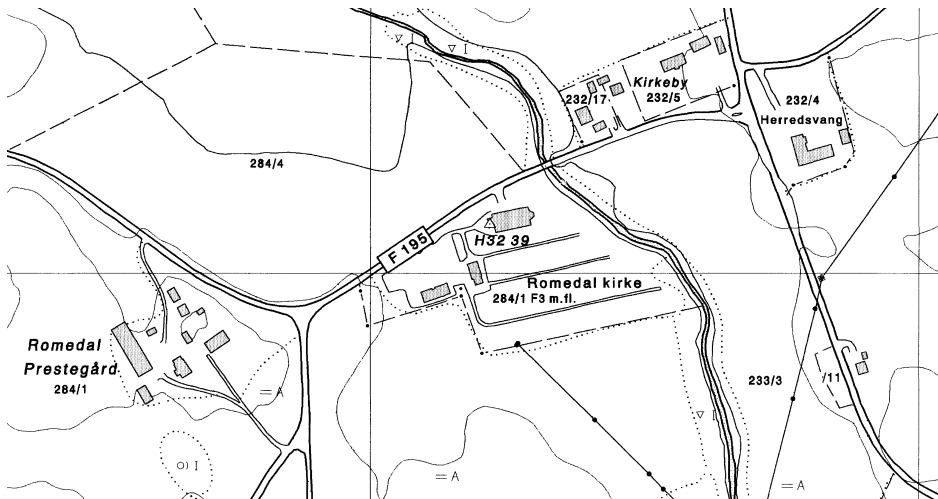 I
I
Kirkeby
232/17
232/5
232/4
Herredsvang
284/4
F 195
H32 39
Romedal kirke
284/1 F3 m.fl.
Romedal
Prestegård
284/1
A
233/3
/11
I
O) I
A
A